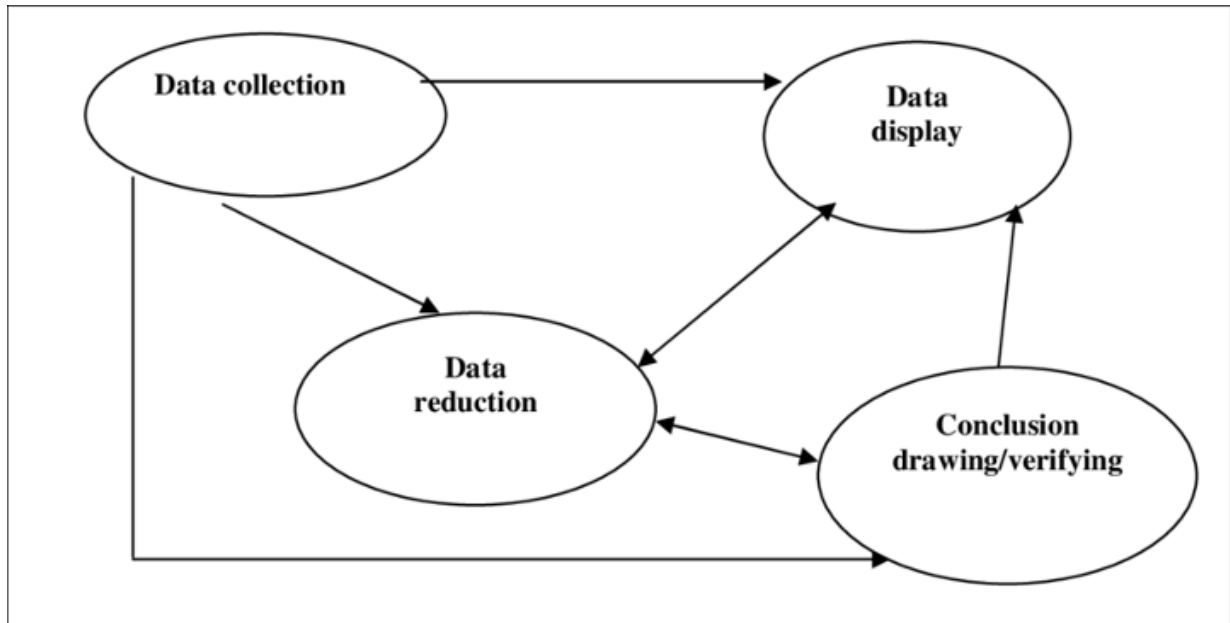 Data collection
Data
display
Data
reduction
Conclusion
drawing/verifying